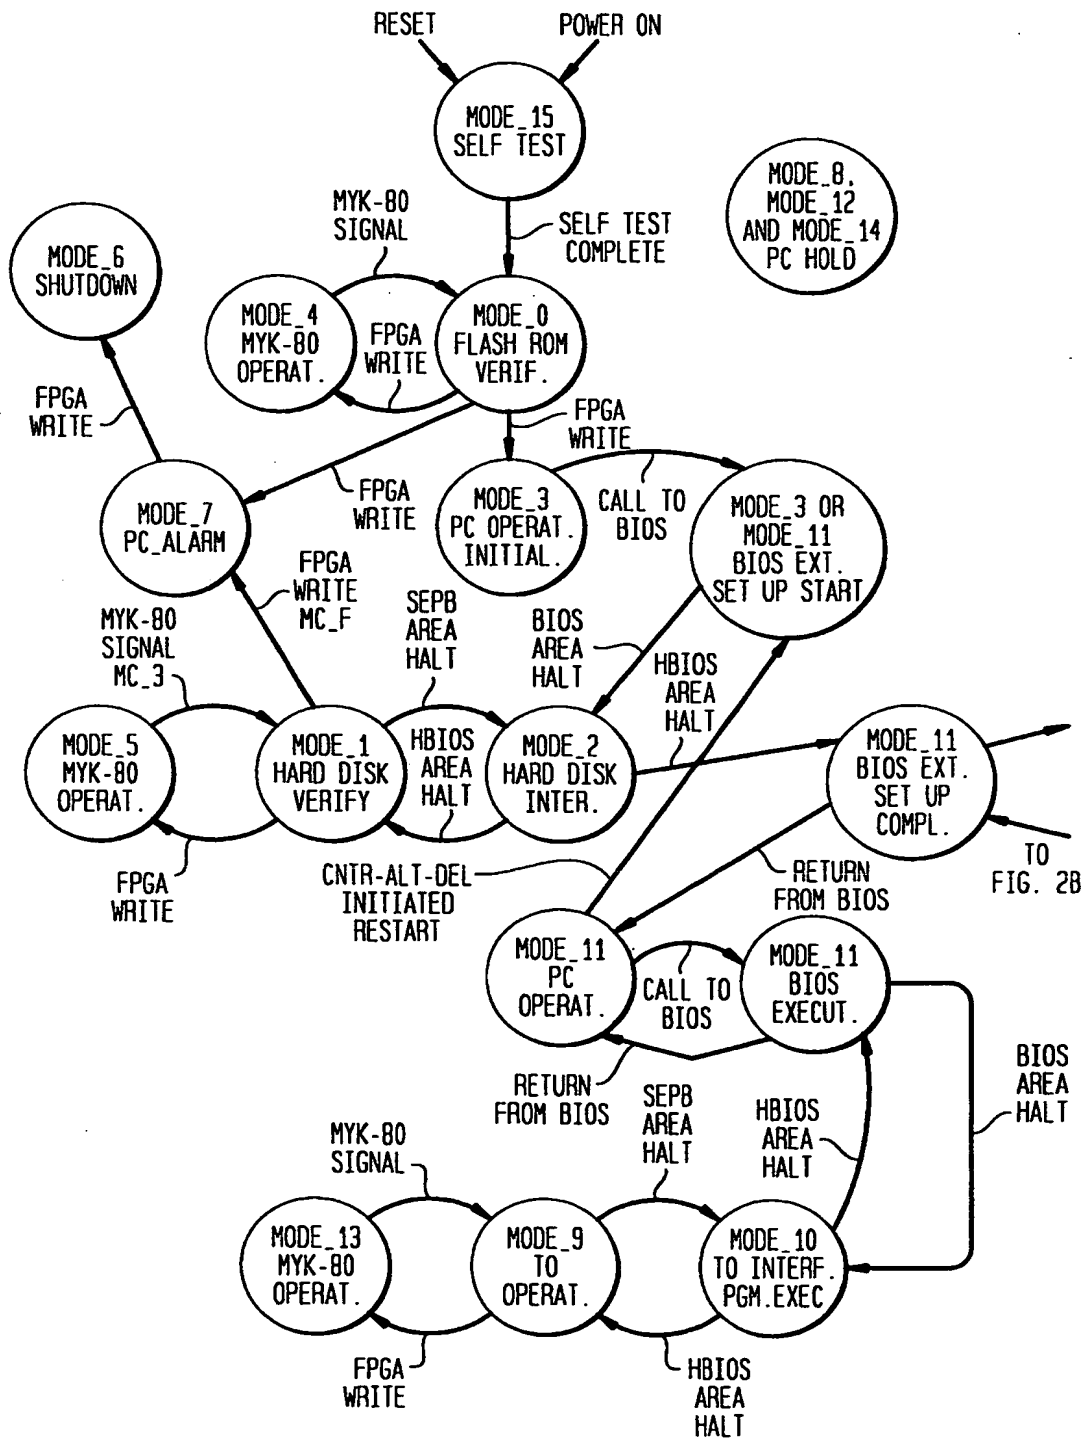 RESET
POWER ON
MODE_15
SELF TEST
MODE_8,
MODE_12
AND MODE_14
PC HOLD
MYK-80
SIGNAL
SELF TEST
COMPLETE
MODE_6
SHUTDOWN
MODE_4
MYK-80
OPERAT.
FPGA
WRITE
MODE_0
FLASH ROM
VERIF.
FPGA
WRITE
FPGA
WRITE
FPGA
WRITE
MODE_7
PC_ALARM
MODE_3
PC OPERAT.
INITIAL.
CALL TO
BIOS
MODE_3 OR
MODE_11
BIOS EXT.
SET UP START
FPGA
WRITE
MC_F
MYK-80
SIGNAL
MC_3
SEPB
AREA
HALT
BIOS
AREA
HALT
HBIOS
AREA
HALT
MODE_5
MYK-80
OPERAT.
MODE_1
HARD DISK
VERIFY
HBIOS
AREA
HALT
MODE_2
HARD DISK
INTER.
MODE_11
BIOS EXT.
SET UP
COMPL.
TO
FIG. 2B
FPGA
WRITE
CNTR-ALT-DEL
INITIATED
RESTART
RETURN
FROM BIOS
MODE_11
PC
OPERAT.
CALL TO
BIOS
MODE_11
BIOS
EXECUT.
RETURN
FROM BIOS
BIOS
AREA
HALT
SEPB
AREA
HALT
HBIOS
AREA
HALT
MYK-80
SIGNAL
MODE_13
MYK-80
OPERAT.
MODE_9
TO
OPERAT.
MODE_10
TO INTERF.
PGM.EXEC
FPGA
WRITE
HBIOS
AREA
HALT